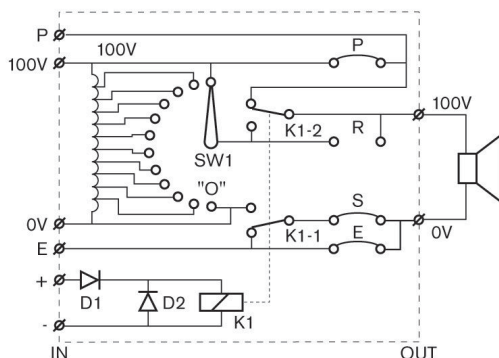 P
100V
100V
P
100V
K1-2
R
SW1
"O"
0V
S
0V
E
K1-1
E
+
D1
D2
K1
-
IN
OUT